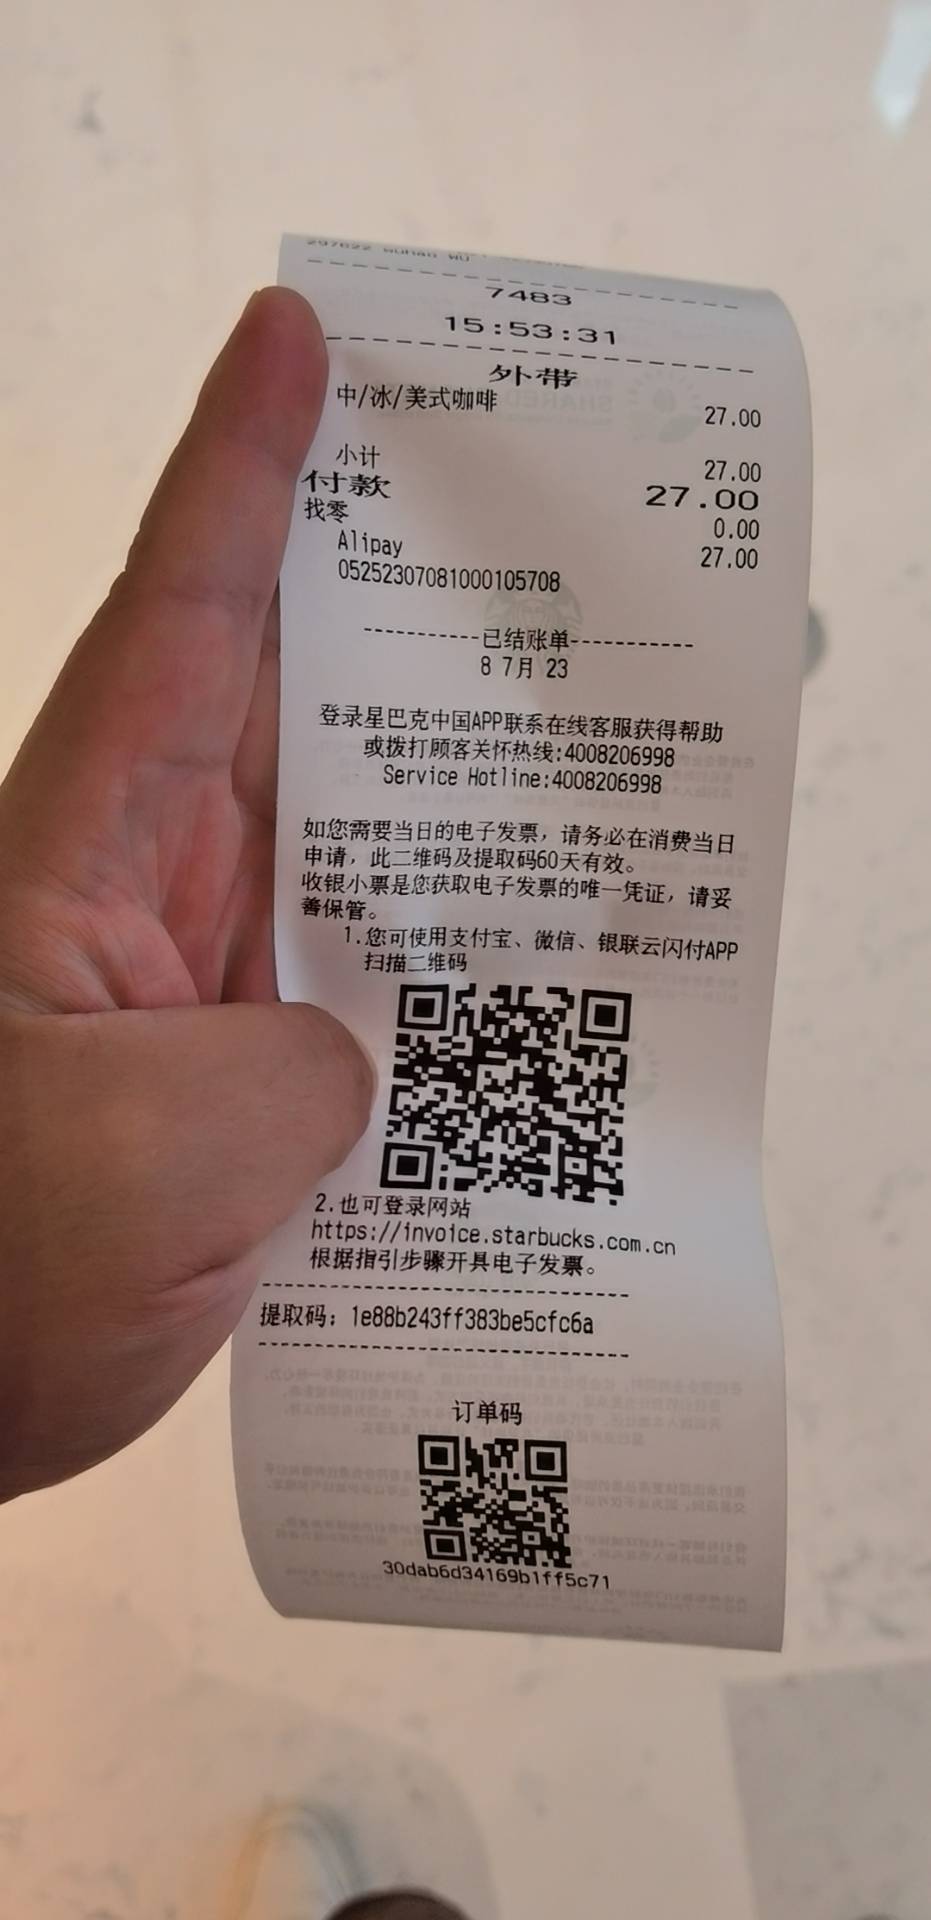 297622 Wuhao WU
7483
15:53:31
外带
中/冰/美式咖啡 27.00
小计 27.00
付款 27.00
找零 0.00
Alipay 27.00
05252307081000105708
-----------已结账单------------
8 7月 23
登录星巴克中国APP联系在线客服获得帮助
或拨打顾客关怀热线:4008206998
Service Hotline:4008206998
如您需要当日的电子发票，请务必在消费当日
申请，此二维码及提取码60天有效。
收银小票是您获取电子发票的唯一凭证，请妥
善保管。
1.您可使用支付宝、微信、银联云闪付APP
扫描二维码
2.也可登录网站
https://invoice.starbucks.com.cn
根据指引步骤开具电子发票。
提取码: 1e88b243ff383be5cfc6a
订单码
30dab6d34169b1ff5c71